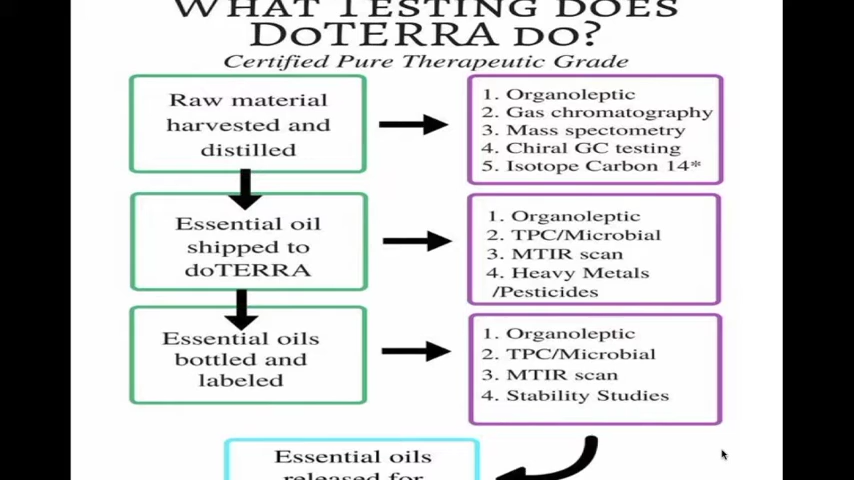 WHAT TESTING DOES
DOTERRA DO?
Certified Pure Therapeutic Grade
Raw material
harvested and
distilled
1. Organoleptic
2. Gas chromatography
3. Mass spectometry
4. Chiral GC testing
5. Isotope Carbon 14*
Essential oil
shipped to
doTERRA
1. Organoleptic
2. TPC/Microbial
3. MTIR scan
4. Heavy Metals
/Pesticides
Essential oils
bottled and
labeled
1. Organoleptic
2. TPC/Microbial
3. MTIR scan
4. Stability Studies
Essential oils
released for